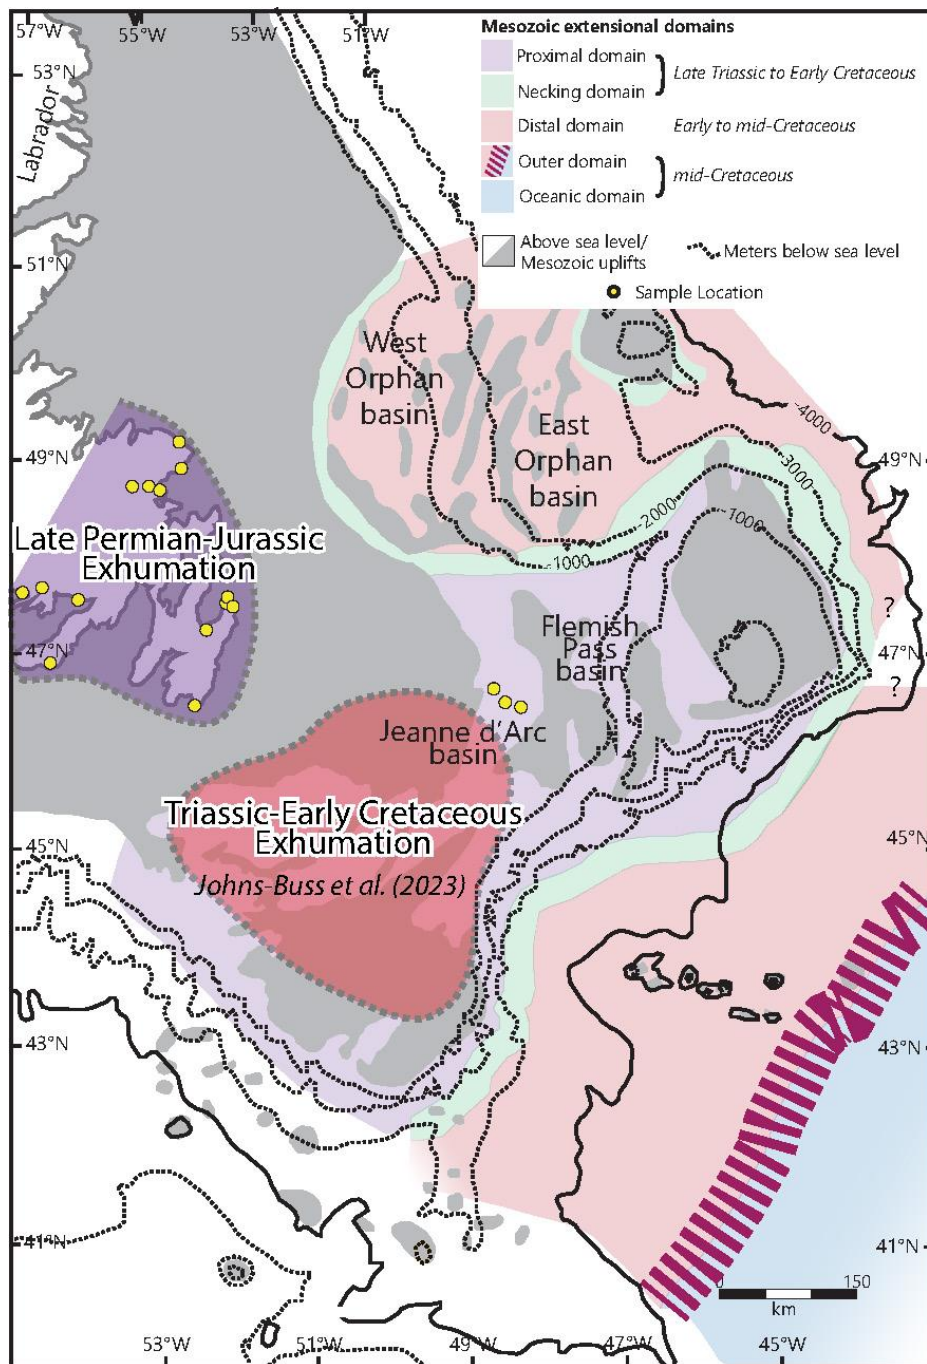 57°W
55°W
53°W
51°W
Mesozoic extensional domains
Proximal domain
Necking domain
Late Triassic to Early Cretaceous
Distal domain
Early to mid-Cretaceous
Outer domain
Oceanic domain
mid-Cretaceous
Above sea level/
Mesozoic uplifts
Meters below sea level
Sample Location
53°N
Labrador
51°N
West
Orphan
basin
East
Orphan
basin
-4000
-3000
-2000
-1000
-1000
49°N
49°N
Late Permian-Jurassic
Exhumation
?
47°N
Flemish
Pass
basin
47°N
?
Jeanne d'Arc
basin
Triassic-Early Cretaceous
Exhumation
Johns-Buss et al. (2023)
45°N
45°N
43°N
43°N
41°N
41°N
0
150
km
53°W
51°W
49°W
47°W
45°W